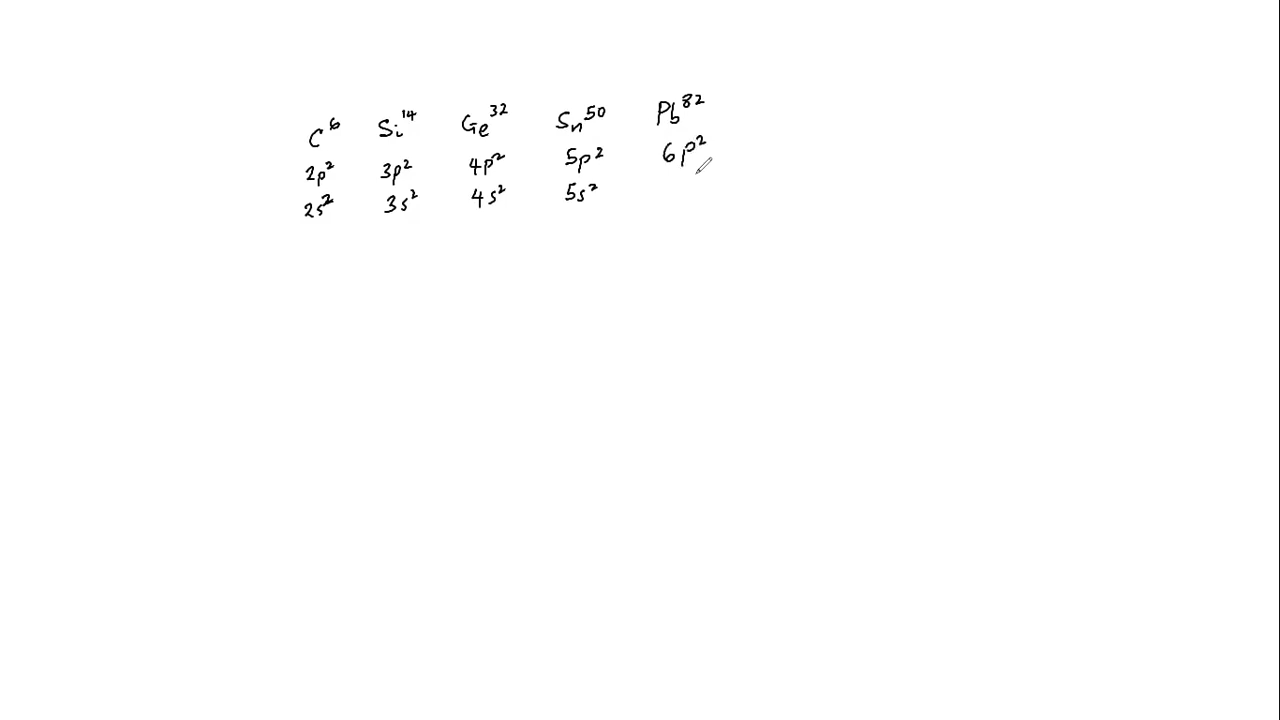 C⁶ Si¹⁴ Ge³² Sn⁵⁰ Pb⁸²
2p² 3p² 4p² 5p² 6p²
2s² 3s² 4s² 5s²